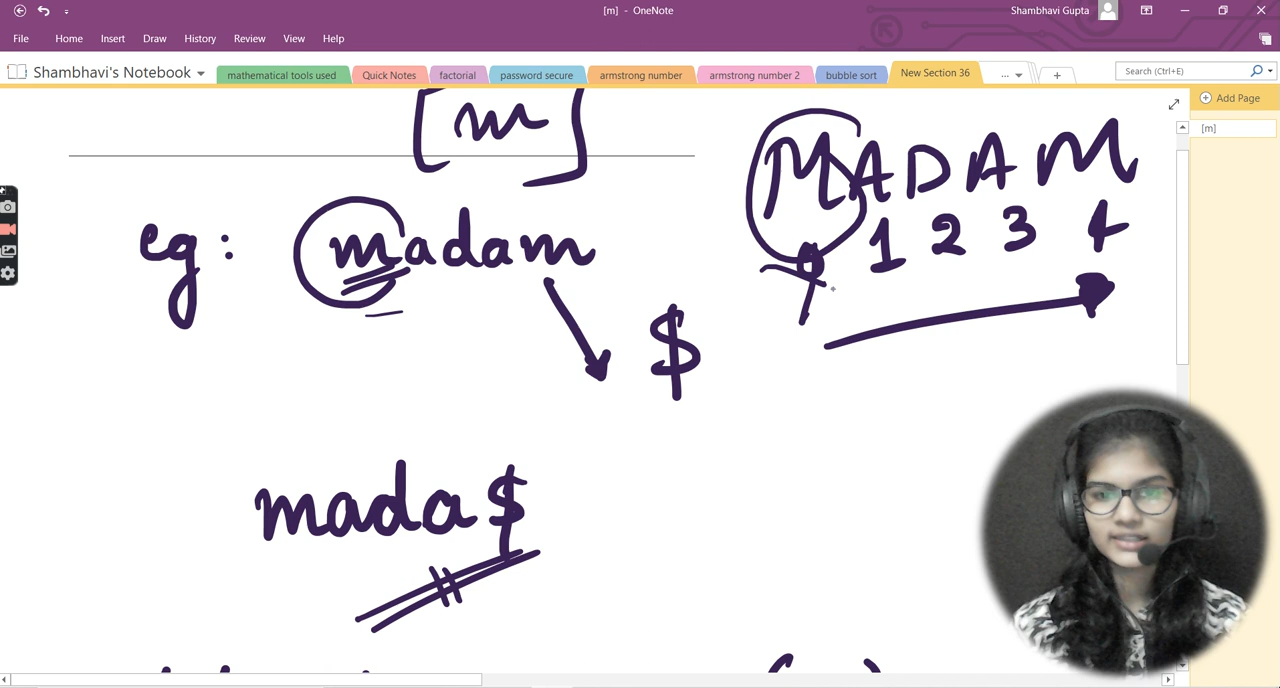 [m] - OneNote
Shambhavi Gupta
File Home Insert Draw History Review View Help
Shambhavi's Notebook
mathematical tools used
Quick Notes
factorial
password secure
armstrong number
armstrong number 2
bubble sort
New Section 36
...
+
Search (Ctrl+E)
Add Page
[m]
[m]
MADAM
0 1 2 3 4
eg: madam
$
mada$